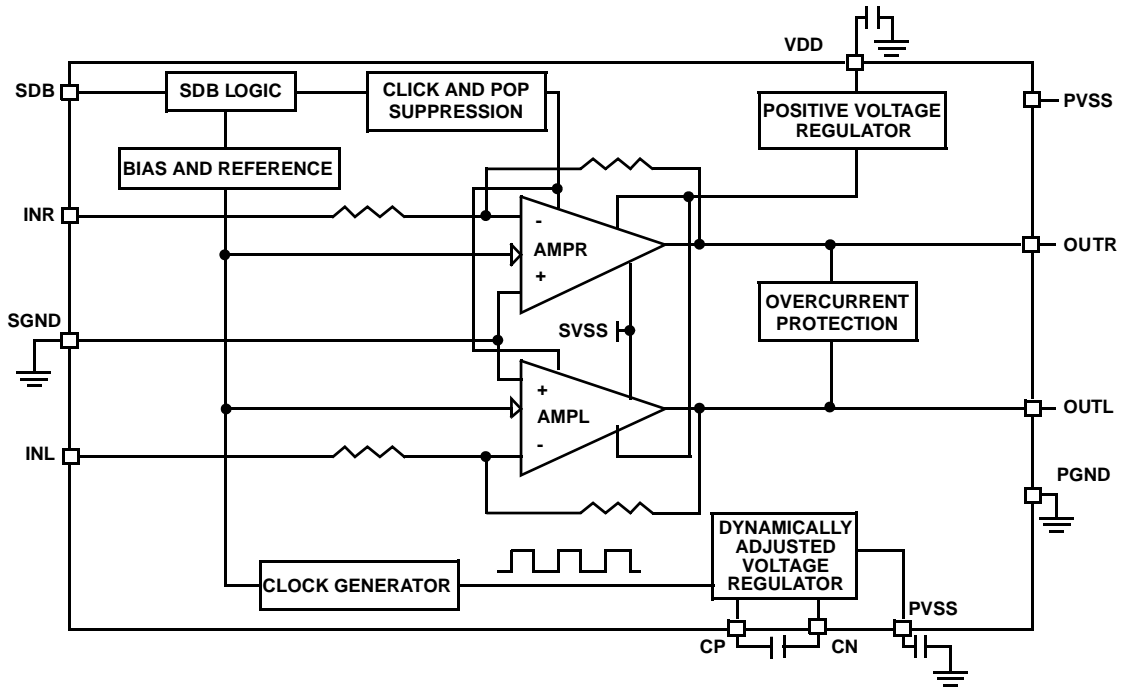 VDD
SDB
SDB LOGIC
CLICK AND POP
SUPPRESSION
POSITIVE VOLTAGE
REGULATOR
PVSS
BIAS AND REFERENCE
INR
-
AMPR
+
OUTR
SGND
SVSS
OVERCURRENT
PROTECTION
+
AMPL
-
OUTL
INL
PGND
DYNAMICALLY
ADJUSTED
VOLTAGE
REGULATOR
CLOCK GENERATOR
PVSS
CP
CN